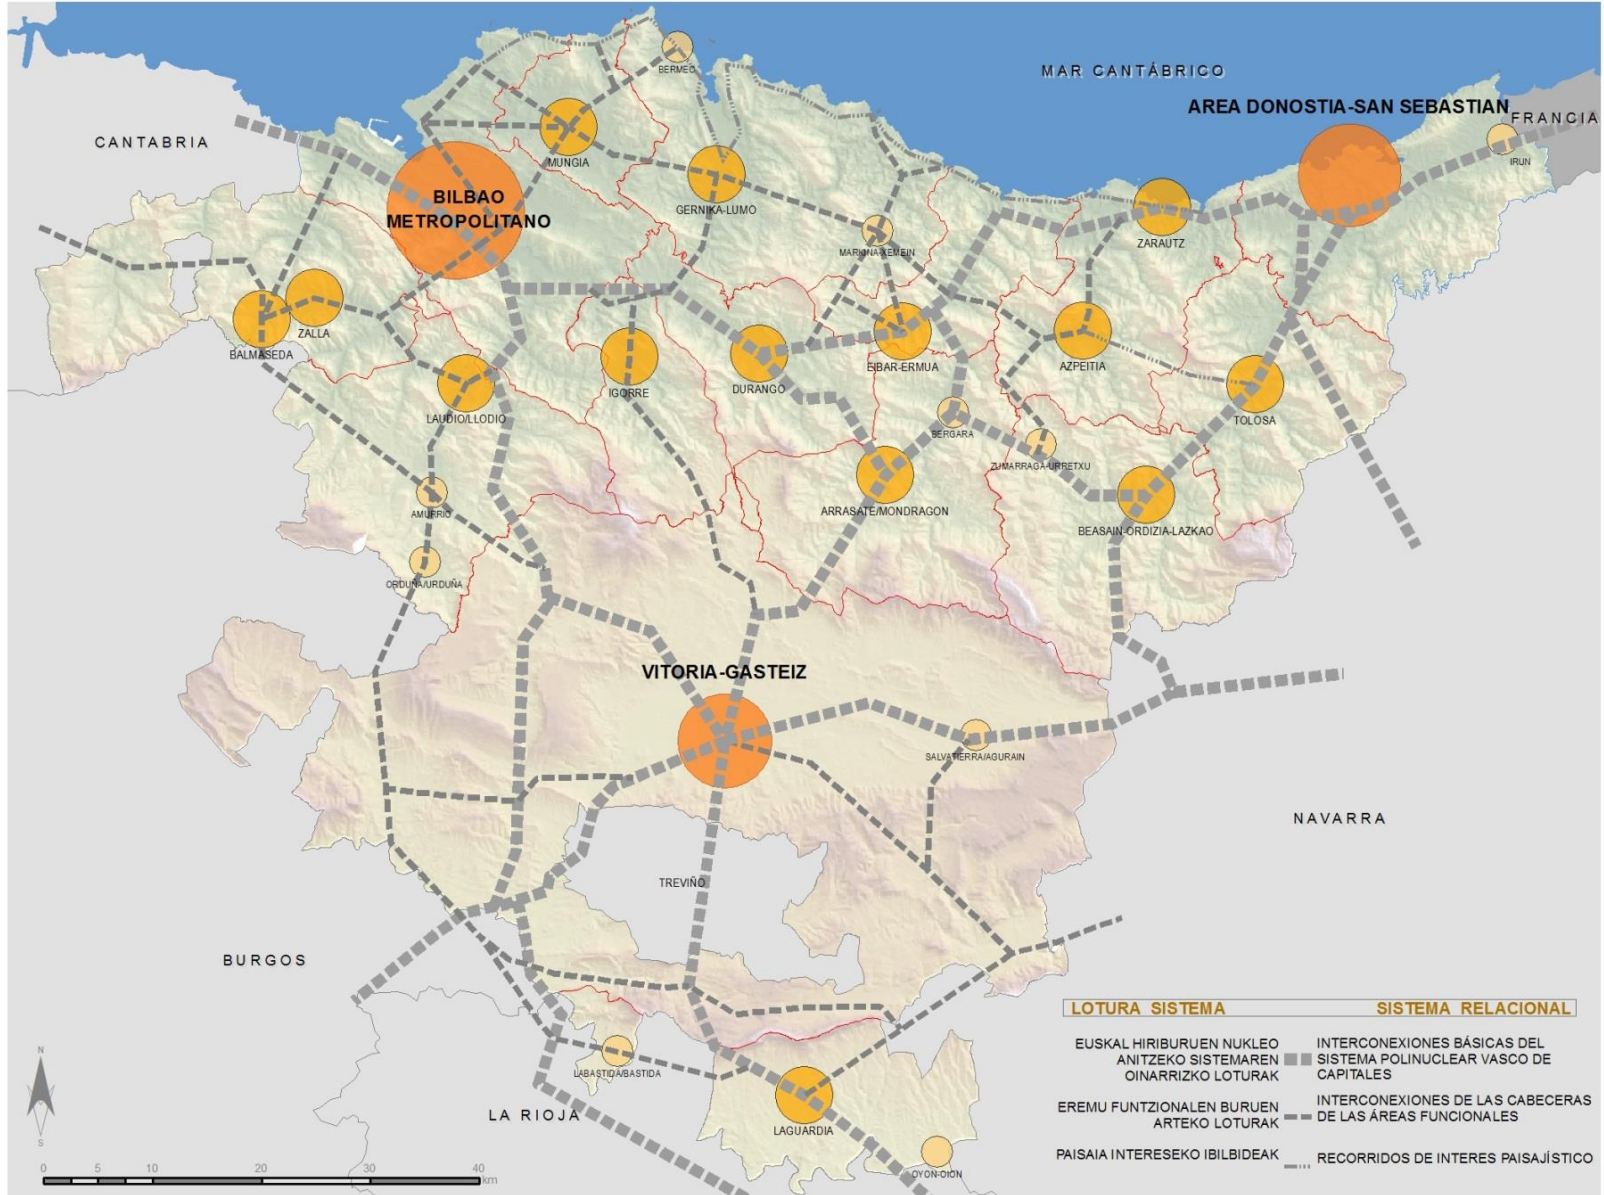 BERMEO
MAR CANTÁBRICO
AREA DONOSTIA-SAN SEBASTIAN
FRANCIA
CANTABRIA
IRUN
MUNGIA
BILBAO
METROPOLITANO
GERNIKA-LUMO
ZARAUTZ
MARKINA-XEMEIN
ZALLA
BALMASEDA
EIBAR-ERMUA
AZPEITIA
DURANGO
IGORRE
LAUDIO/LLODIO
TOLOSA
BERGARA
ZUMARRAGA-URRETXU
AMURRIO
ARRASATE/MONDRAGON
BEASAIN-ORDIZIA-LAZKAO
ORDUÑA/URDUÑA
VITORIA-GASTEIZ
SALVATIERRA/AGURAIN
NAVARRA
TREVIÑO
BURGOS
LABASTIDA/BASTIDA
LA RIOJA
LAGUARDIA
OYON-OION
LOTURA SISTEMA
SISTEMA RELACIONAL
EUSKAL HIRIBURUEN NUKLEO
ANITZEKO SISTEMAREN
OINARRIZKO LOTURAK
INTERCONEXIONES BÁSICAS DEL
SISTEMA POLINUCLEAR VASCO DE
CAPITALES
EREMU FUNTZIONALEN BURUEN
ARTEKO LOTURAK
INTERCONEXIONES DE LAS CABECERAS
DE LAS ÁREAS FUNCIONALES
PAISAIA INTERESEKO IBILBIDEAK
RECORRIDOS DE INTERES PAISAJÍSTICO
N
S
0 5 10 20 30 40
km